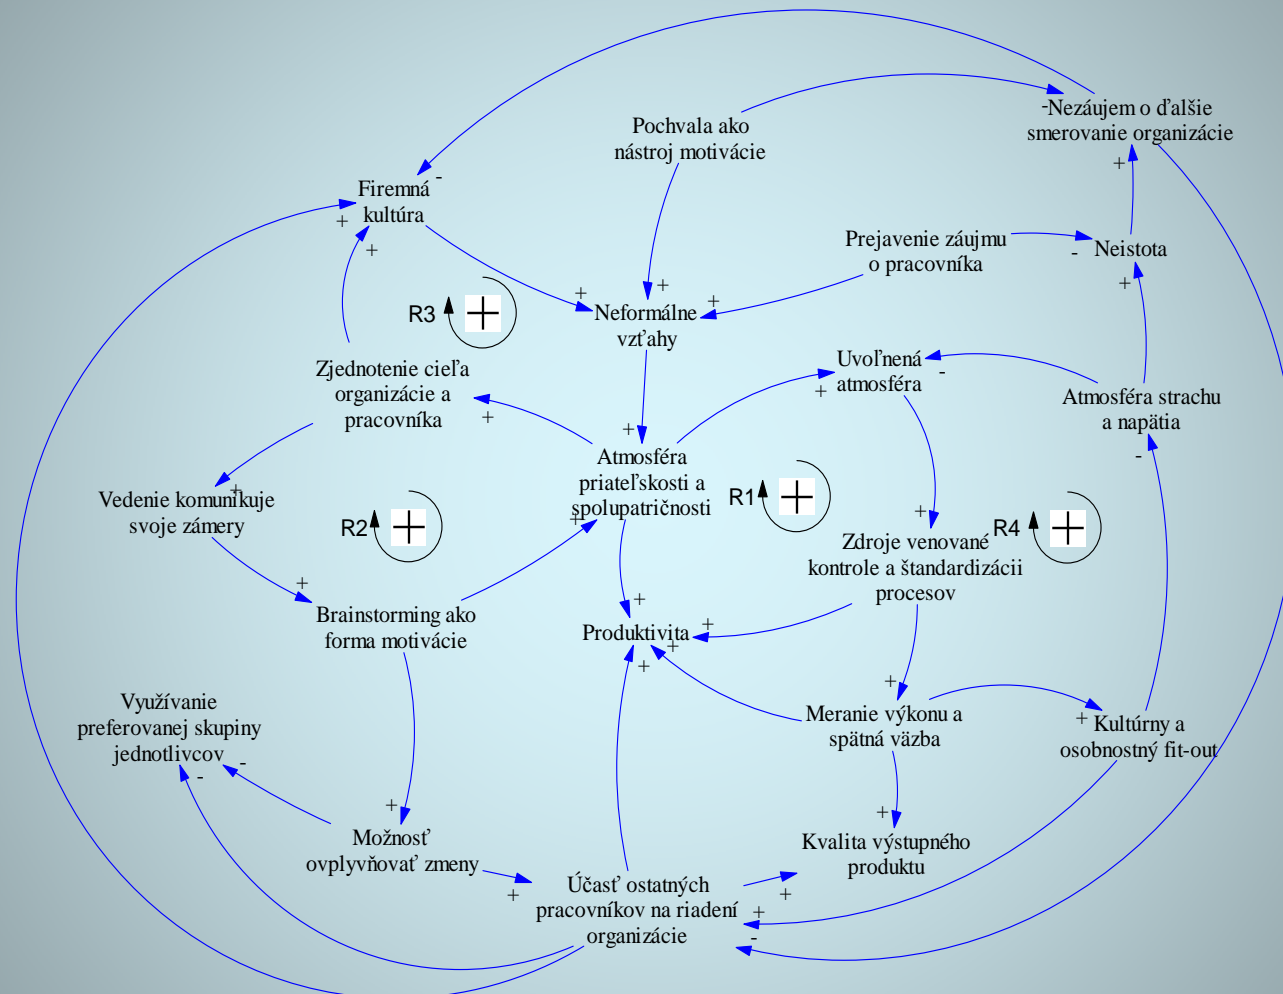 -Nezáujem o ďalšie
smerovanie organizácie
+
Pochvala ako
nástroj motivácie
Firemná
kultúra
-
+
+
Prejavenie záujmu
o pracovníka
-
Neistota
+
R3
+
Neformálne
vzťahy
+
+
+
Zjednotenie cieľa
organizácie a
pracovníka
+
Uvoľnená
atmosféra
-
+
Atmosféra strachu
a napätia
-
+
Atmosféra
priateľskosti a
spolupatričnosti
+
Vedenie komunikuje
svoje zámery
+
R2
+
R1
+
R4
+
+
Zdroje venované
kontrole a štandardizácii
procesov
+
Brainstorming ako
forma motivácie
+
Produktivita
+
+
+
Využívanie
preferovanej skupiny
jednotlivcov
-
-
+
Meranie výkonu a
spätná väzba
+
Kultúrny a
osobnostný fit-out
+
Možnosť
ovplyvňovať zmeny
+
Kvalita výstupného
produktu
+
Účasť ostatných
pracovníkov na riadení
organizácie
+
+
-